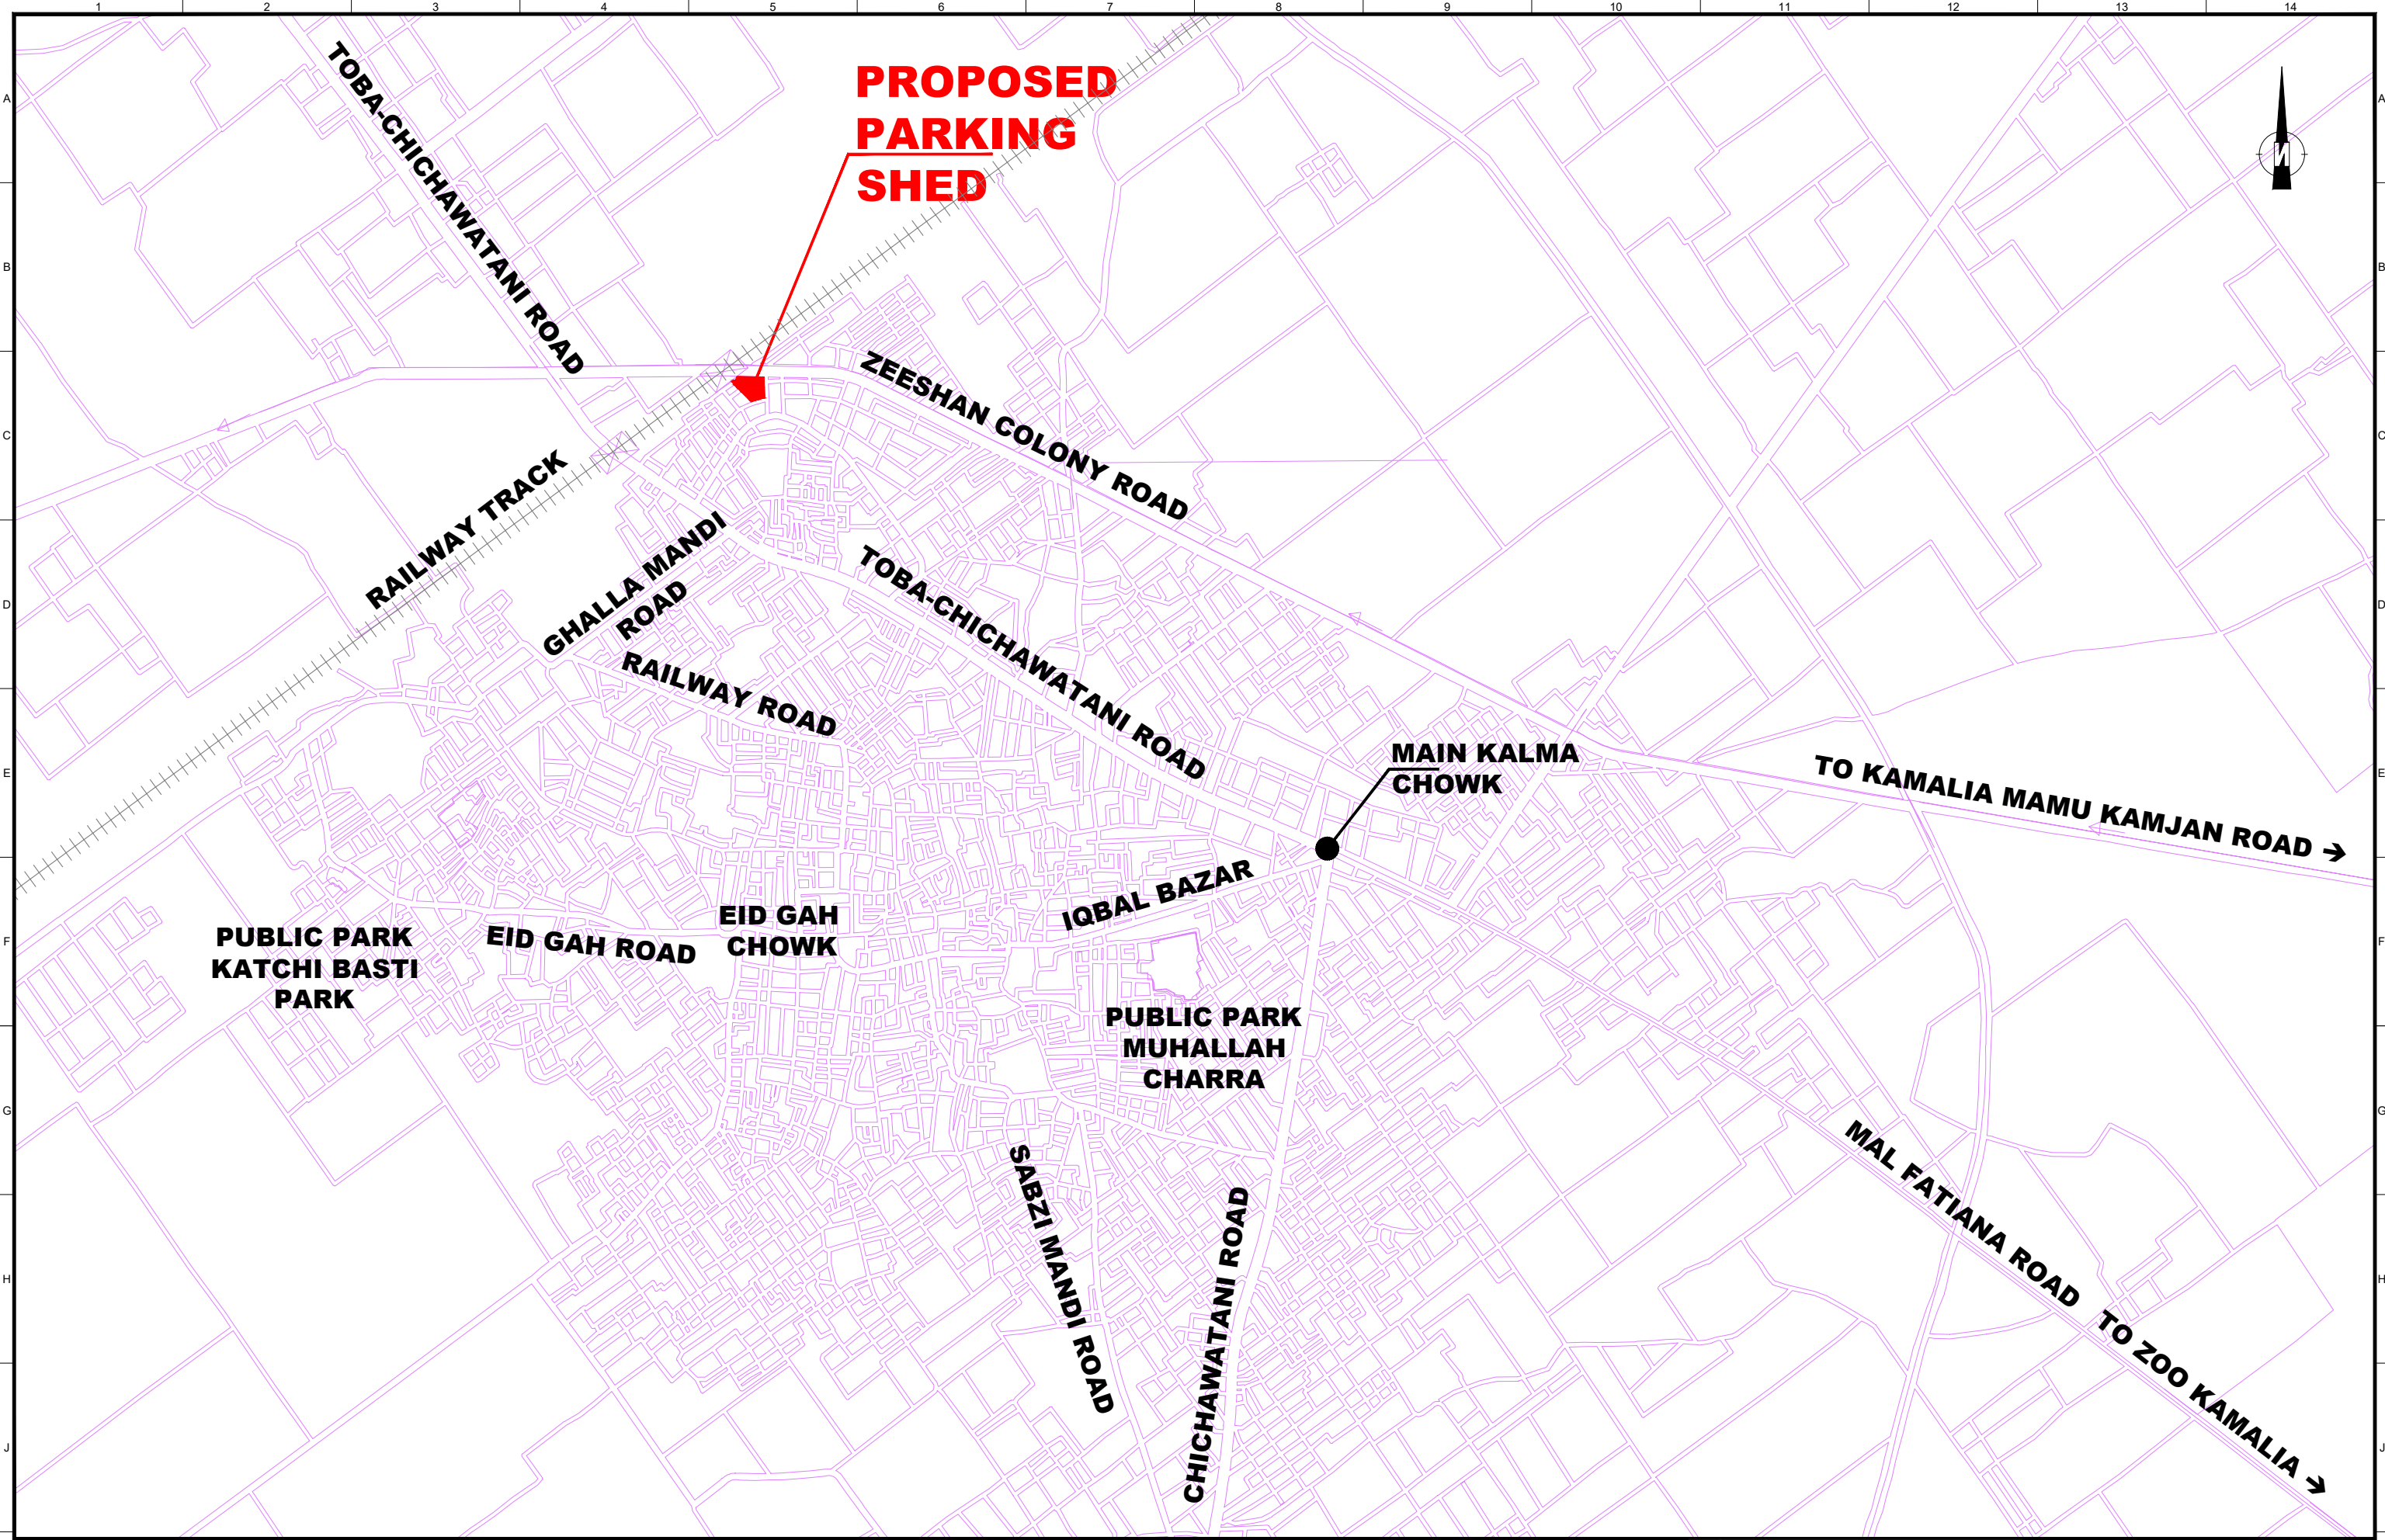 1 2 3 4 5 6 7 8 9 10 11 12 13 14
A
B
C
D
E
F
G
H
J
A
B
C
D
E
F
G
H
J
N
TOBA-CHICHAWATANI ROAD
PROPOSED
PARKING
SHED
ZEESHAN COLONY ROAD
RAILWAY TRACK
GHALLA MANDI
ROAD
RAILWAY ROAD
TOBA-CHICHAWATANI ROAD
MAIN KALMA
CHOWK
TO KAMALIA MAMU KAMJAN ROAD →
IQBAL BAZAR
EID GAH
CHOWK
EID GAH ROAD
PUBLIC PARK
KATCHI BASTI
PARK
PUBLIC PARK
MUHALLAH
CHARRA
SABZI MANDI ROAD
CHICHAWATANI ROAD
MAL FATIANA ROAD TO ZOO KAMALIA →